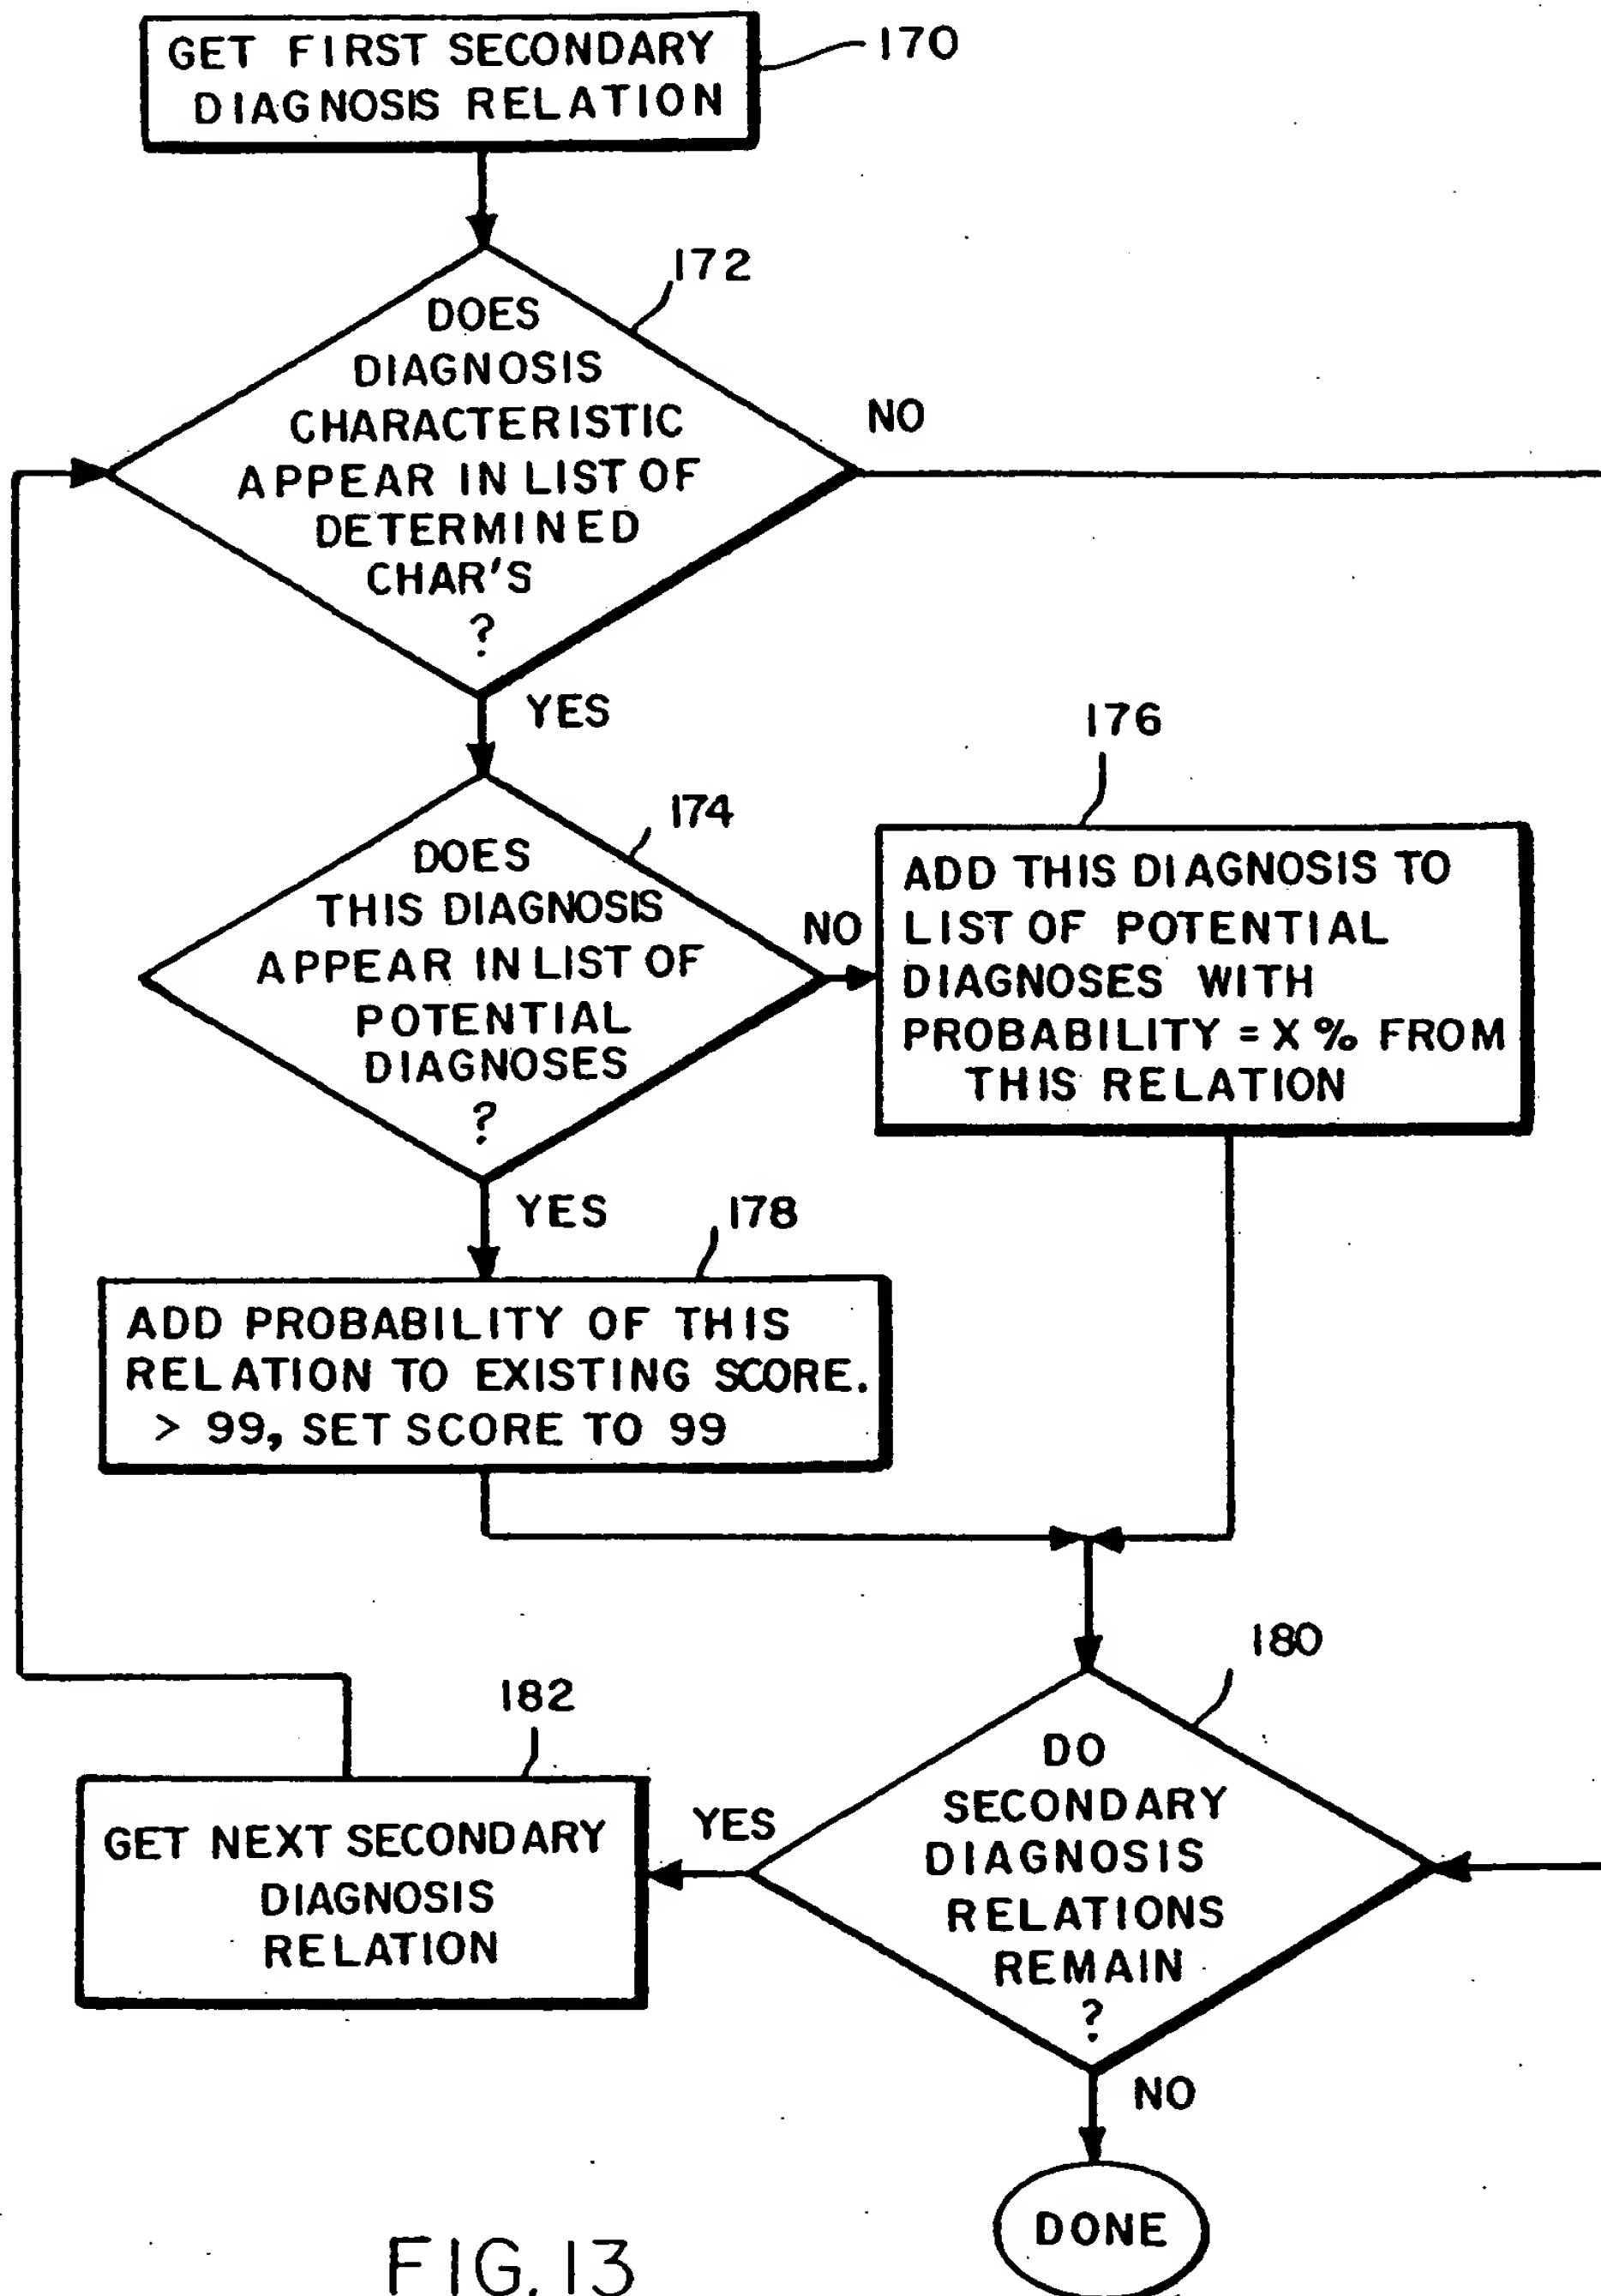 GET FIRST SECONDARY
DIAGNOSIS RELATION
170
172
DOES
DIAGNOSIS
CHARACTERISTIC
APPEAR IN LIST OF
DETERMINED
CHAR'S
?
NO
YES
174
DOES
THIS DIAGNOSIS
APPEAR IN LIST OF
POTENTIAL
DIAGNOSES
?
NO
176
ADD THIS DIAGNOSIS TO
LIST OF POTENTIAL
DIAGNOSES WITH
PROBABILITY = X % FROM
THIS RELATION
YES
178
ADD PROBABILITY OF THIS
RELATION TO EXISTING SCORE.
> 99, SET SCORE TO 99
180
DO
SECONDARY
DIAGNOSIS
RELATIONS
REMAIN
?
YES
182
GET NEXT SECONDARY
DIAGNOSIS
RELATION
NO
DONE
FIG. 13